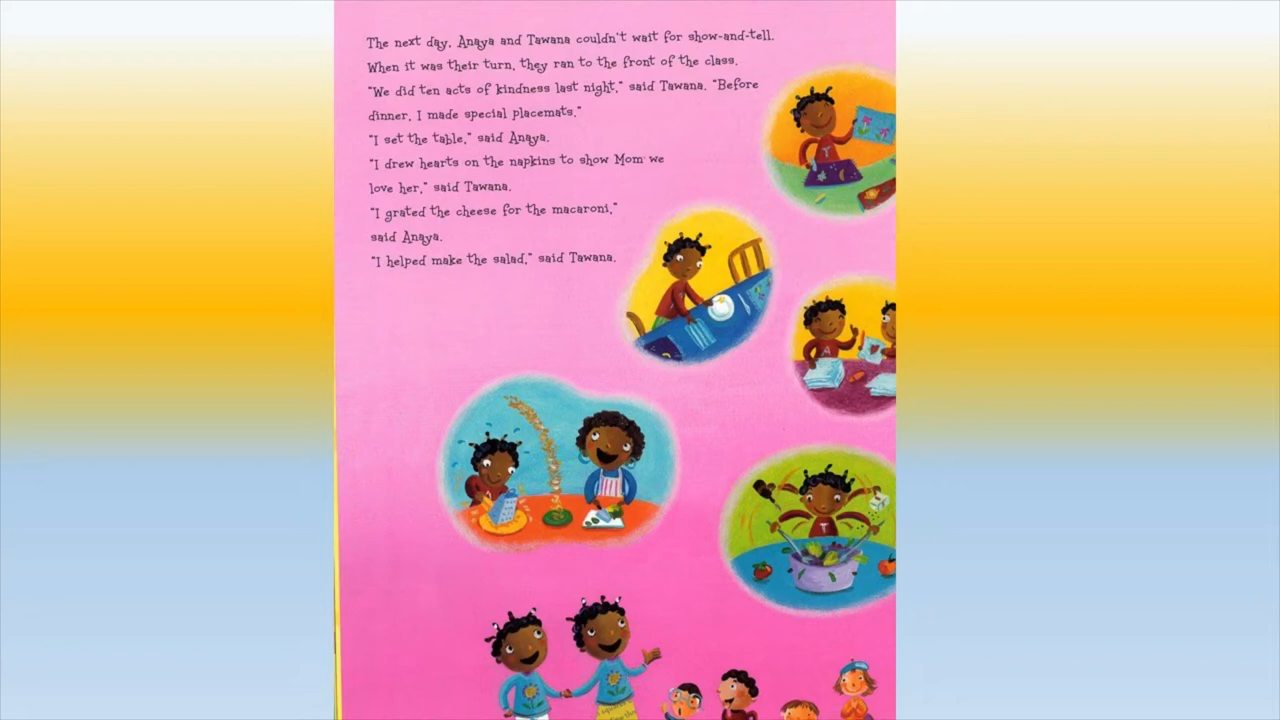 The next day, Anaya and Tawana couldn't wait for show-and-tell.
When it was their turn, they ran to the front of the class.
"We did ten acts of kindness last night," said Tawana. "Before
dinner, I made special placemats."
"I set the table," said Anaya.
"I drew hearts on the napkins to show Mom we
love her," said Tawana.
"I grated the cheese for the macaroni,"
said Anaya.
"I helped make the salad," said Tawana.
T
A
T